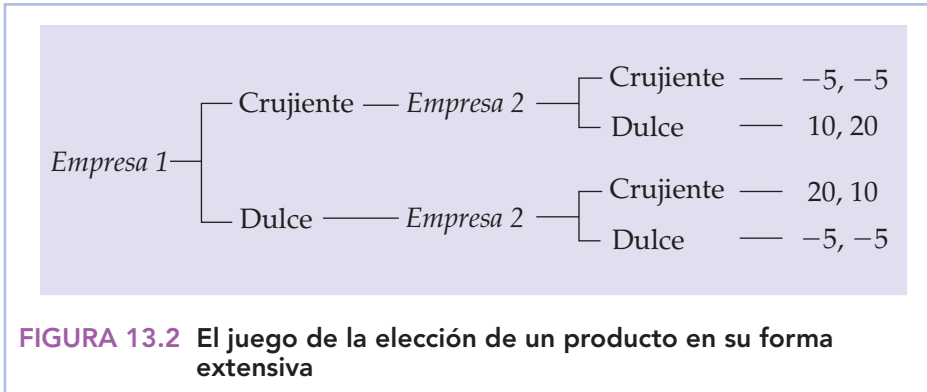 Crujiente — −5, −5
Crujiente — Empresa 2
Dulce — 10, 20
Empresa 1
Crujiente — 20, 10
Dulce — Empresa 2
Dulce — −5, −5
FIGURA 13.2 El juego de la elección de un producto en su forma
extensiva